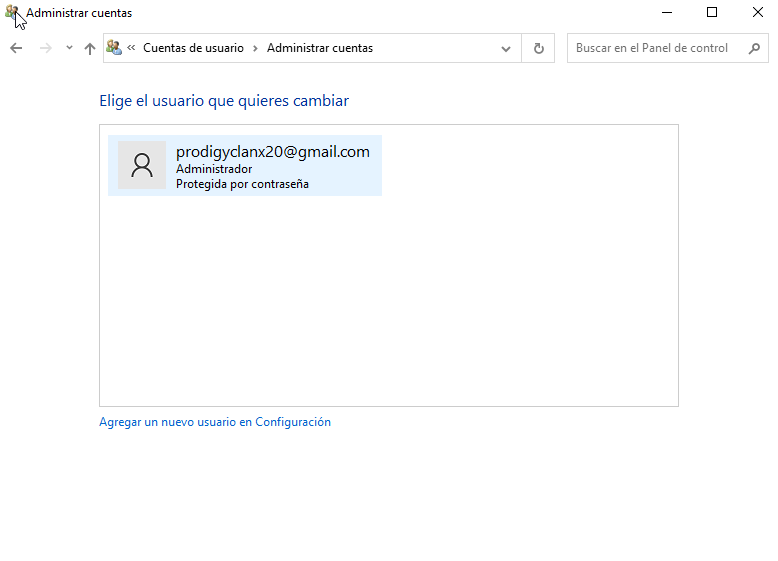 Administrar cuentas
« Cuentas de usuario › Administrar cuentas
Buscar en el Panel de control
Elige el usuario que quieres cambiar
prodigyclanx20@gmail.com
Administrador
Protegida por contraseña
Agregar un nuevo usuario en Configuración